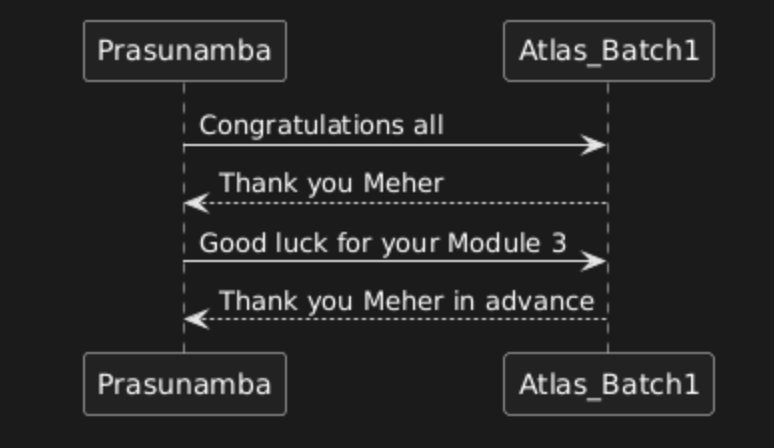 Prasunamba Atlas_Batch1
Congratulations all
Thank you Meher
Good luck for your Module 3
Thank you Meher in advance
Prasunamba Atlas_Batch1